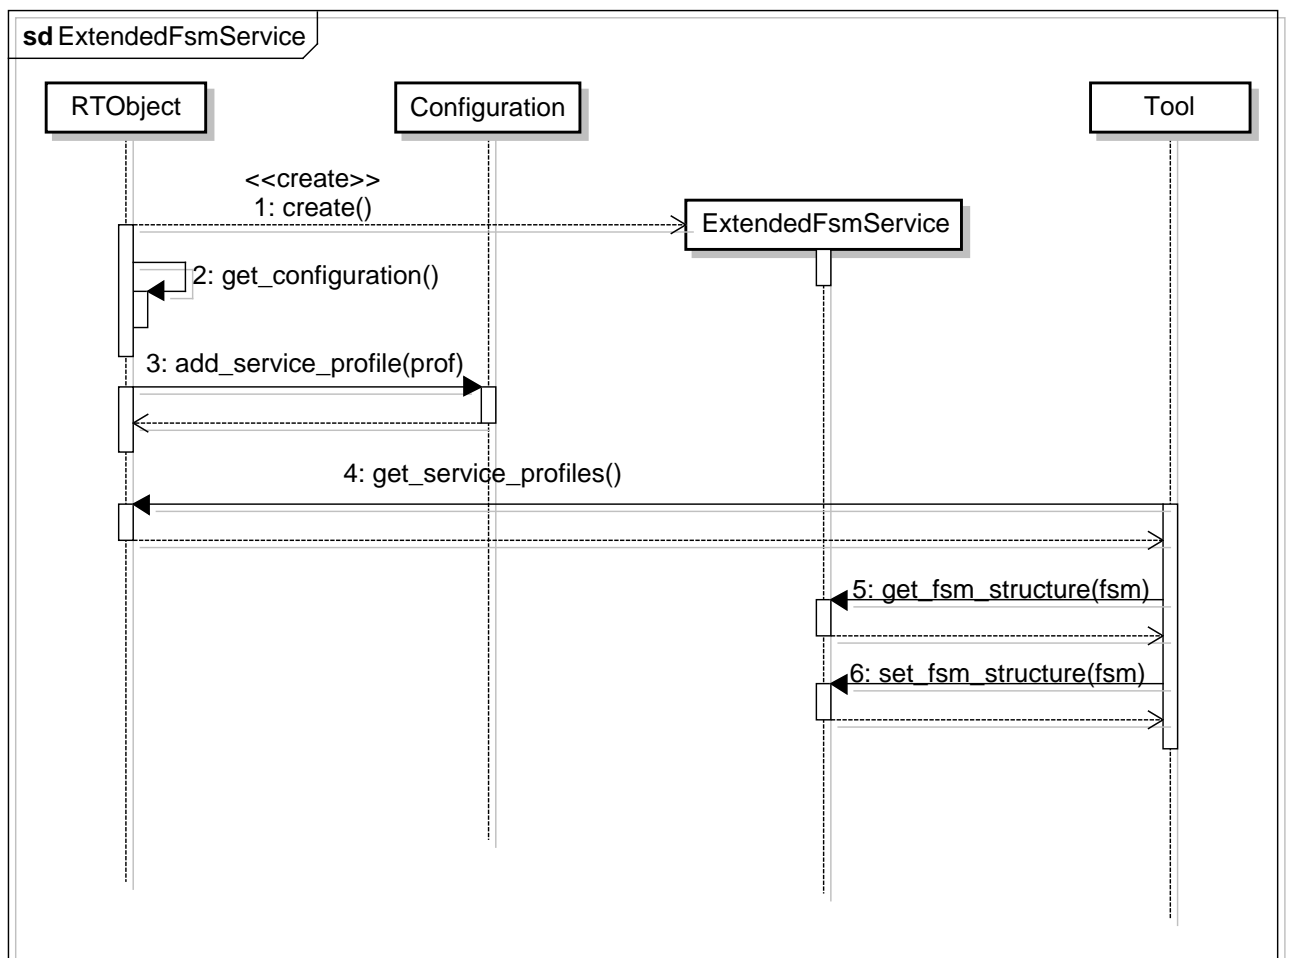 sd ExtendedFsmService
RTObject
Configuration
Tool
<<create>>
1: create()
ExtendedFsmService
2: get_configuration()
3: add_service_profile(prof)
4: get_service_profiles()
5: get_fsm_structure(fsm)
6: set_fsm_structure(fsm)